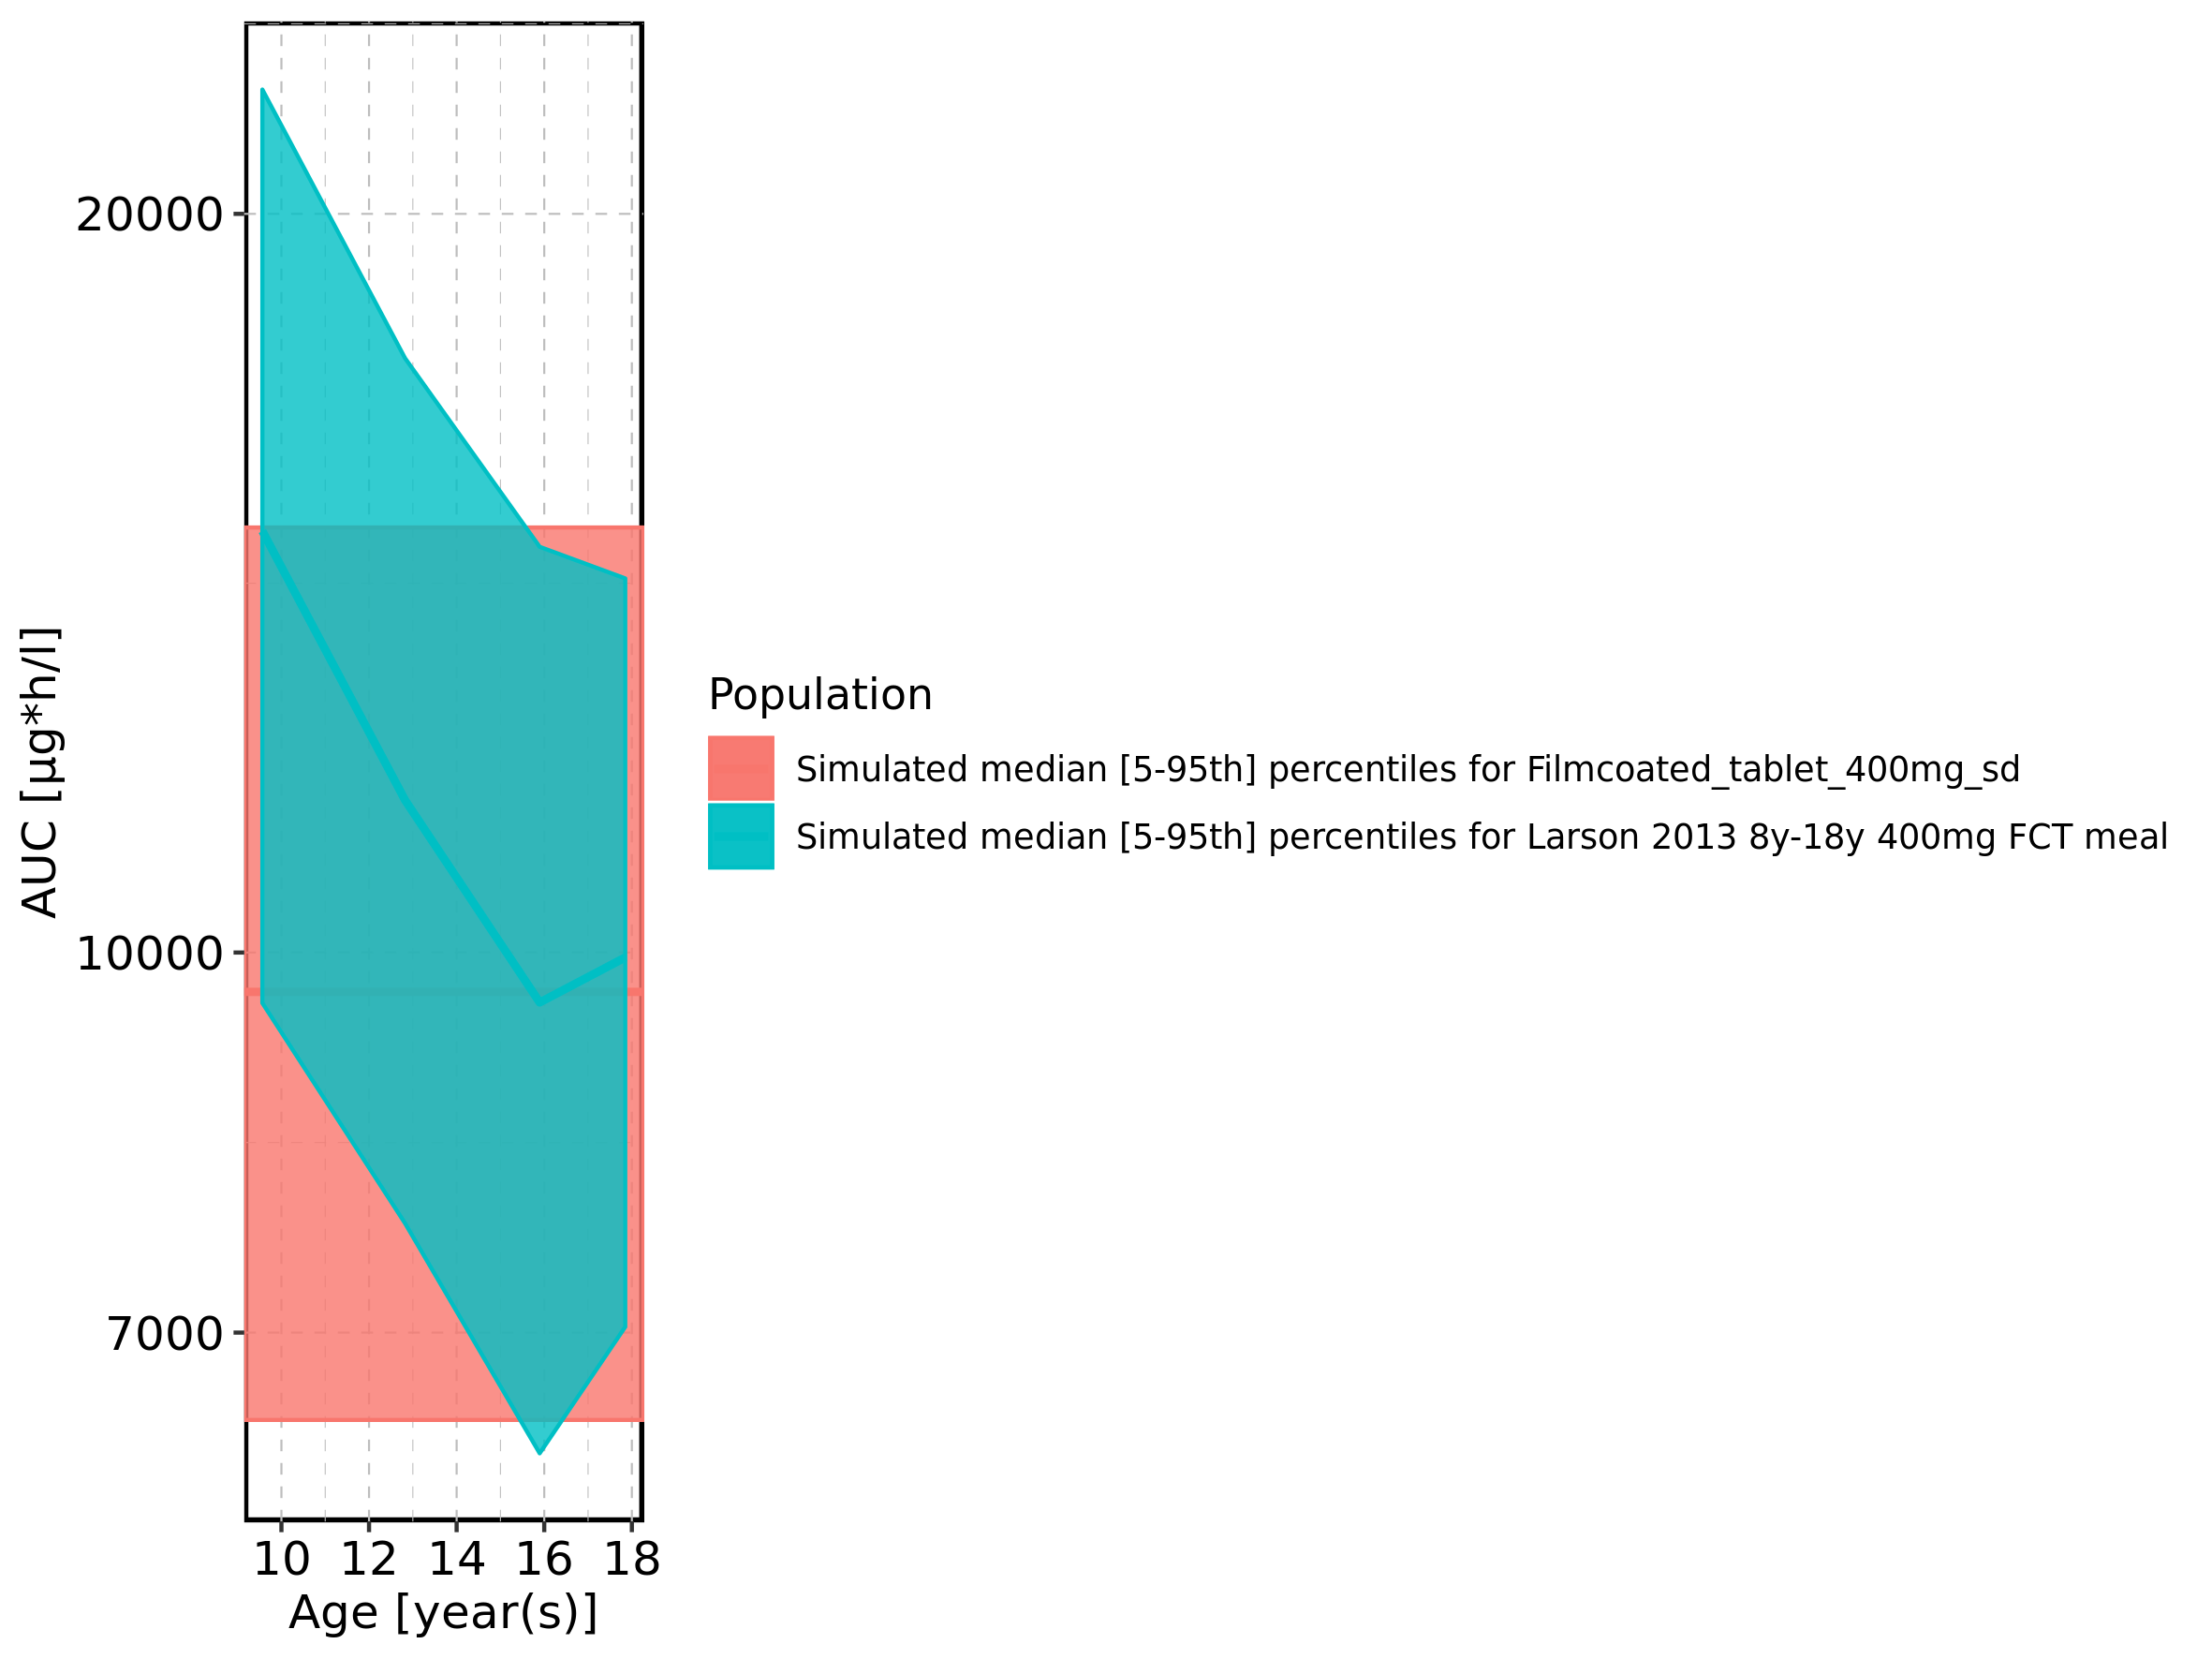 AUC [µg*h/l]
20000
10000
7000
10 12 14 16 18
Age [year(s)]
Population
Simulated median [5-95th] percentiles for Filmcoated_tablet_400mg_sd
Simulated median [5-95th] percentiles for Larson 2013 8y-18y 400mg FCT meal